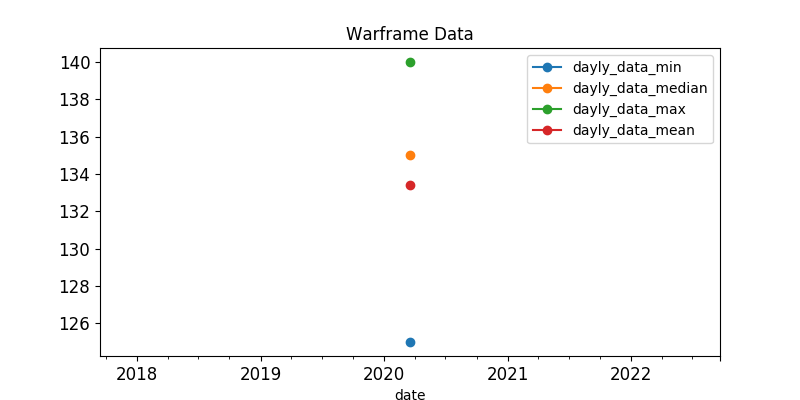 Warframe Data
dayly_data_min
dayly_data_median
dayly_data_max
dayly_data_mean
140
138
136
134
132
130
128
126
2018 2019 2020 2021 2022
date